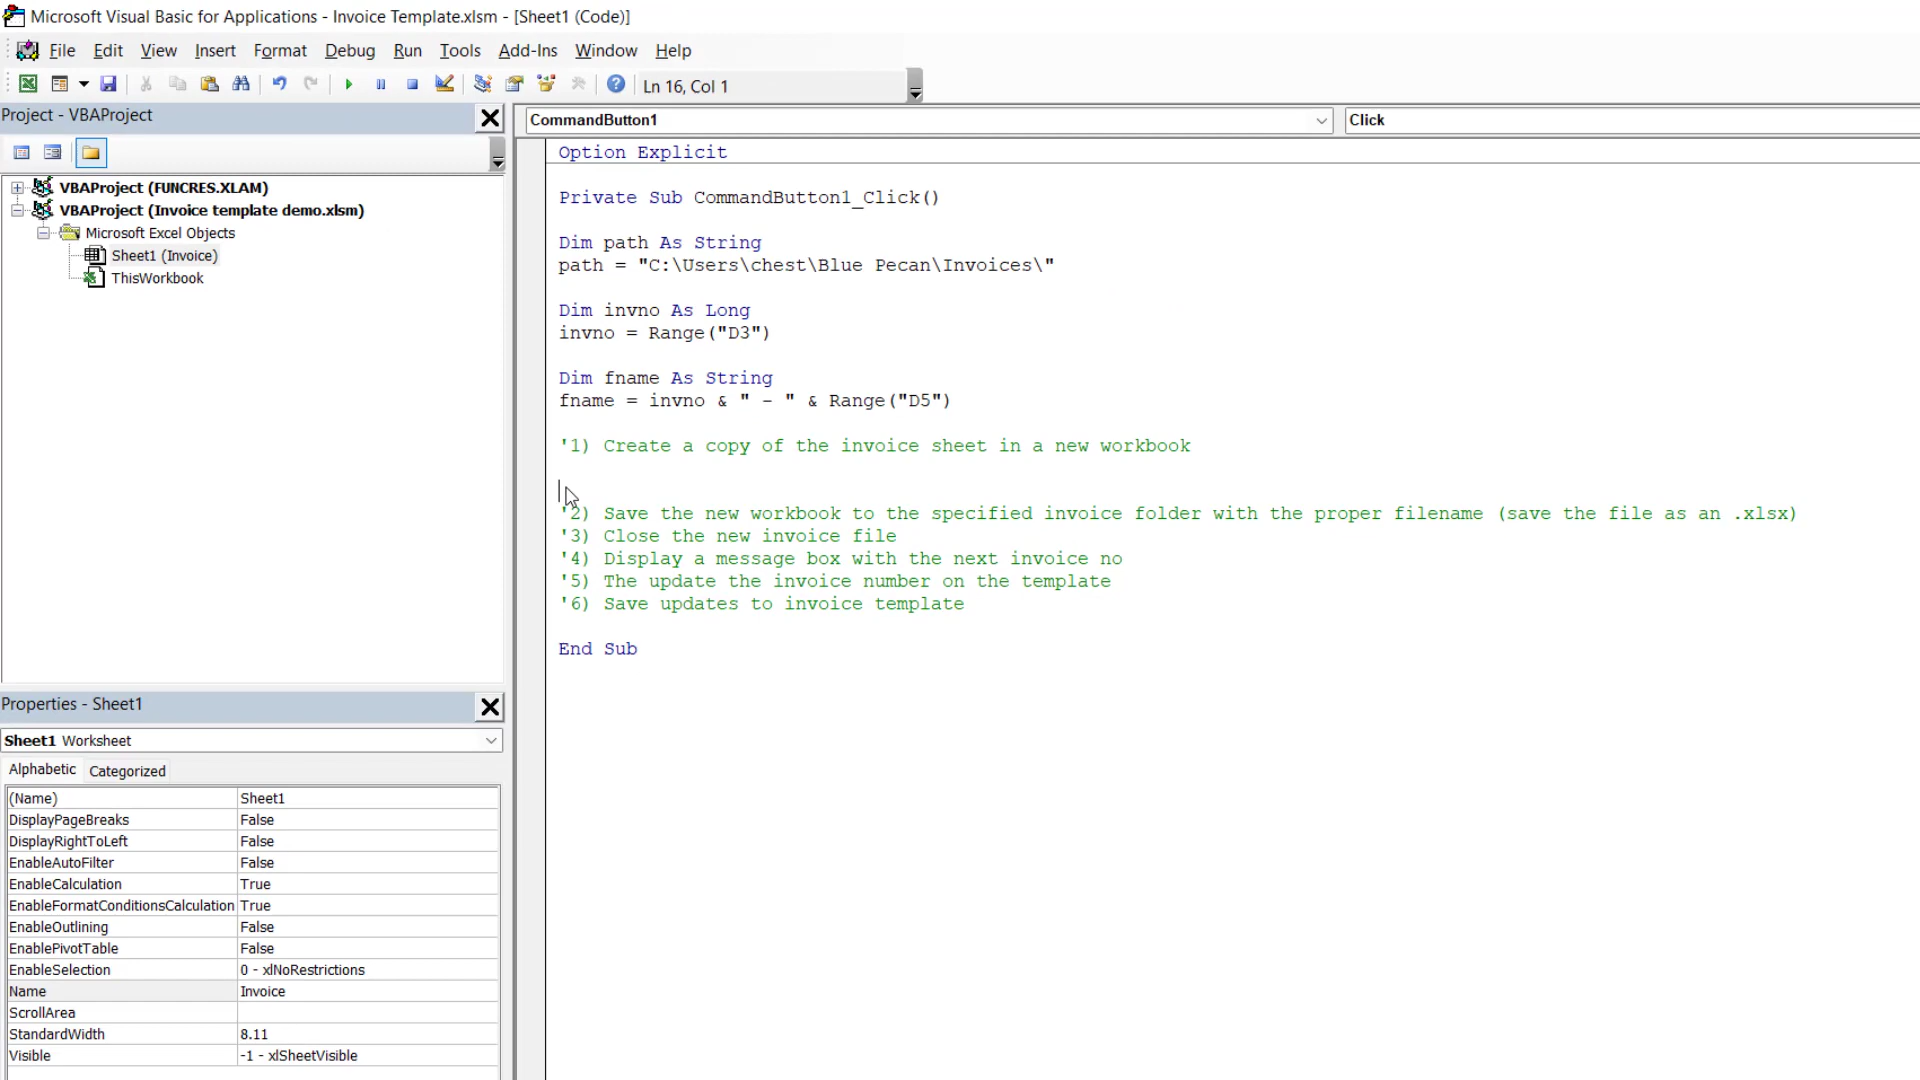 Microsoft Visual Basic for Applications - Invoice Template.xlsm - [Sheet1 (Code)]
File Edit View Insert Format Debug Run Tools Add-Ins Window Help
Ln 16, Col 1
Project - VBAProject
VBAProject (FUNCRES.XLAM)
VBAProject (Invoice template demo.xlsm)
Microsoft Excel Objects
Sheet1 (Invoice)
ThisWorkbook
Properties - Sheet1
Sheet1 Worksheet
Alphabetic Categorized
(Name) Sheet1
DisplayPageBreaks False
DisplayRightToLeft False
EnableAutoFilter False
EnableCalculation True
EnableFormatConditionsCalculation True
EnableOutlining False
EnablePivotTable False
EnableSelection 0 - xlNoRestrictions
Name Invoice
ScrollArea
StandardWidth 8.11
Visible -1 - xlSheetVisible
CommandButton1 Click
Option Explicit
Private Sub CommandButton1_Click()
Dim path As String
path = "C:\Users\chest\Blue Pecan\Invoices\"
Dim invno As Long
invno = Range("D3")
Dim fname As String
fname = invno & " - " & Range("D5")
'1) Create a copy of the invoice sheet in a new workbook
'2) Save the new workbook to the specified invoice folder with the proper filename (save the file as an .xlsx)
'3) Close the new invoice file
'4) Display a message box with the next invoice no
'5) The update the invoice number on the template
'6) Save updates to invoice template
End Sub